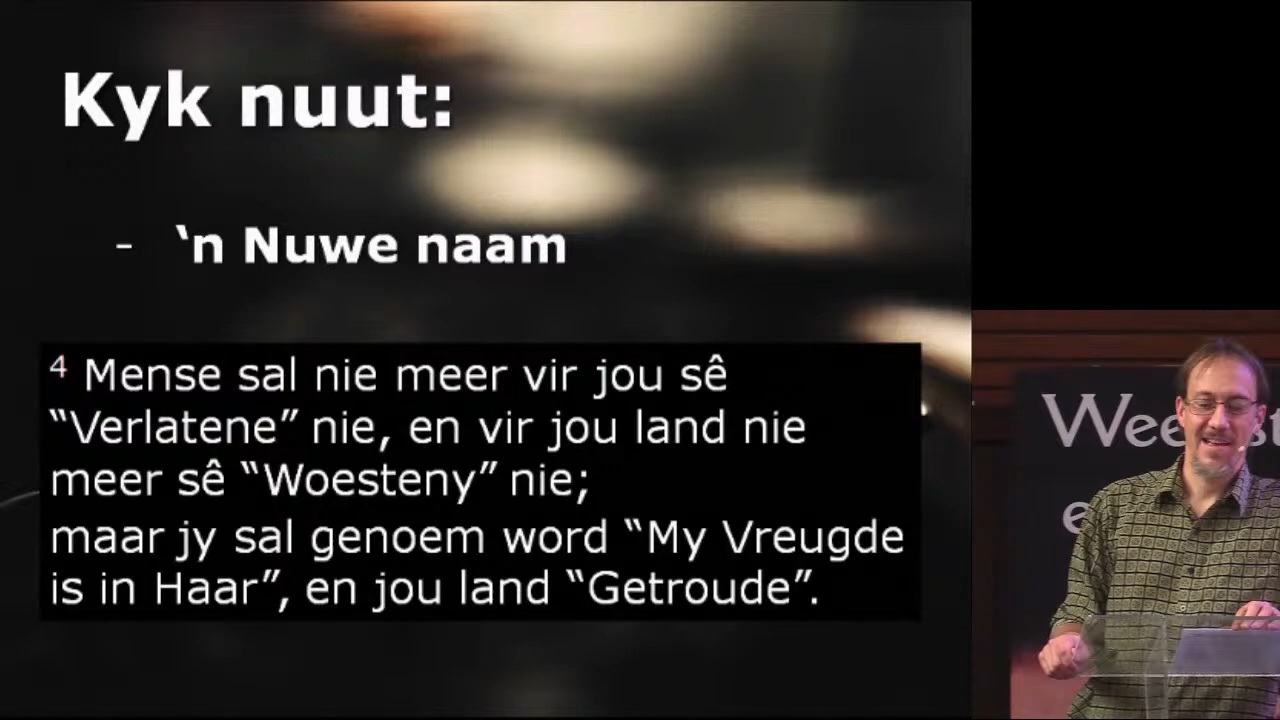 Kyk nuut:
- ‘n Nuwe naam
4 Mense sal nie meer vir jou sê
“Verlatene” nie, en vir jou land nie
meer sê “Woesteny” nie;
maar jy sal genoem word “My Vreugde
is in Haar”, en jou land “Getroude”.